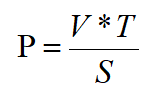 P = V * T / S